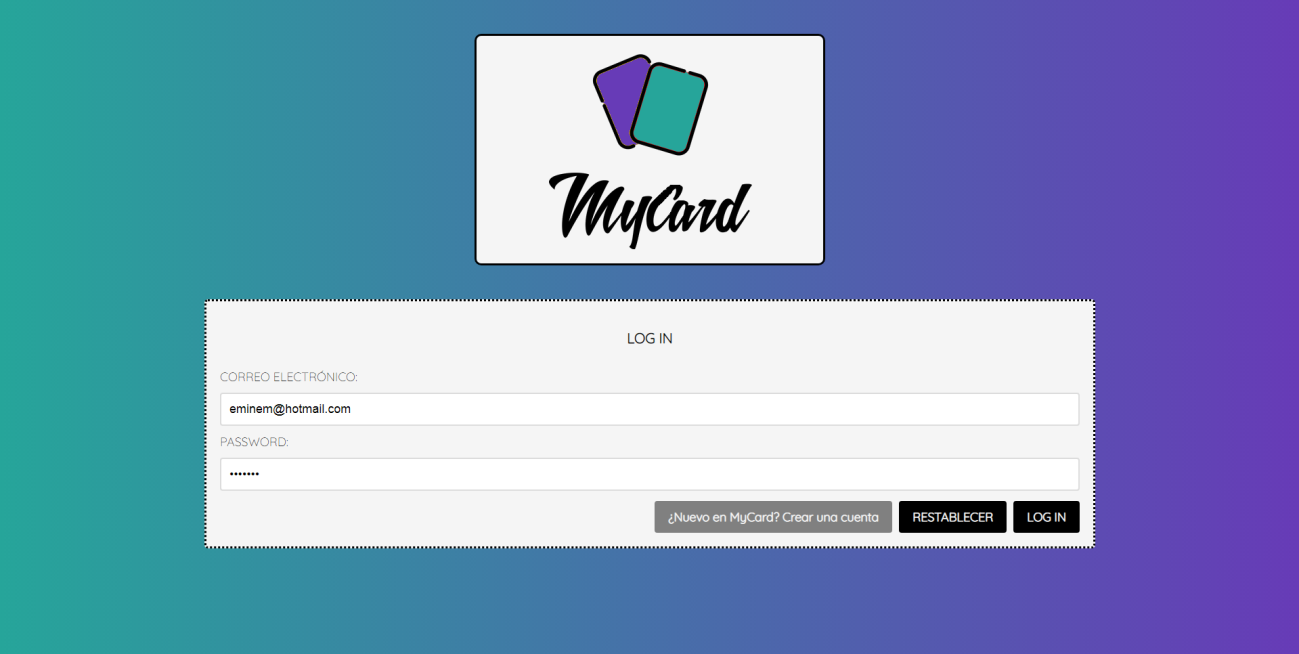 MyCard
LOG IN
CORREO ELECTRÓNICO:
eminem@hotmail.com
PASSWORD:
•••••••
¿Nuevo en MyCard? Crear una cuenta RESTABLECER LOG IN